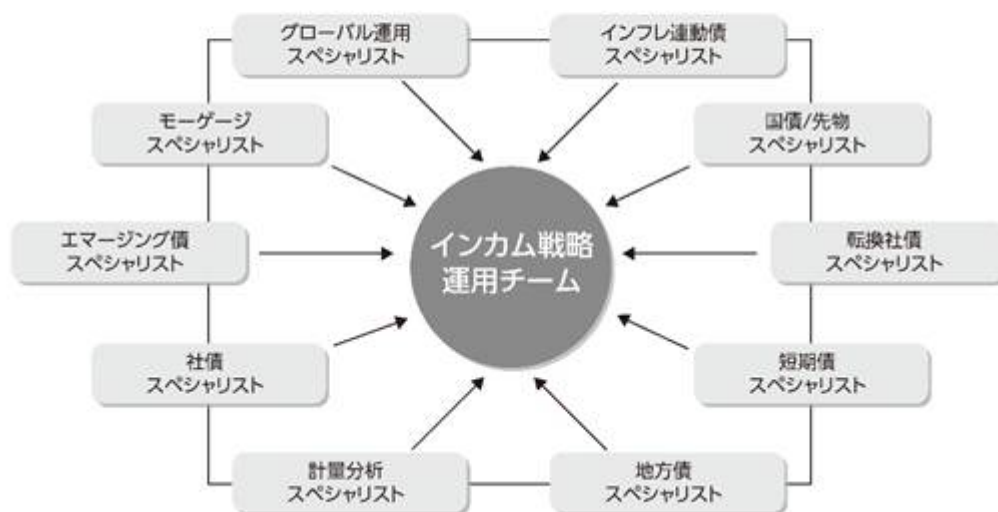 グローバル運用
スペシャリスト
インフレ連動債
スペシャリスト
モーゲージ
スペシャリスト
国債/先物
スペシャリスト
エマージング債
スペシャリスト
インカム戦略
運用チーム
転換社債
スペシャリスト
社債
スペシャリスト
短期債
スペシャリスト
計量分析
スペシャリスト
地方債
スペシャリスト